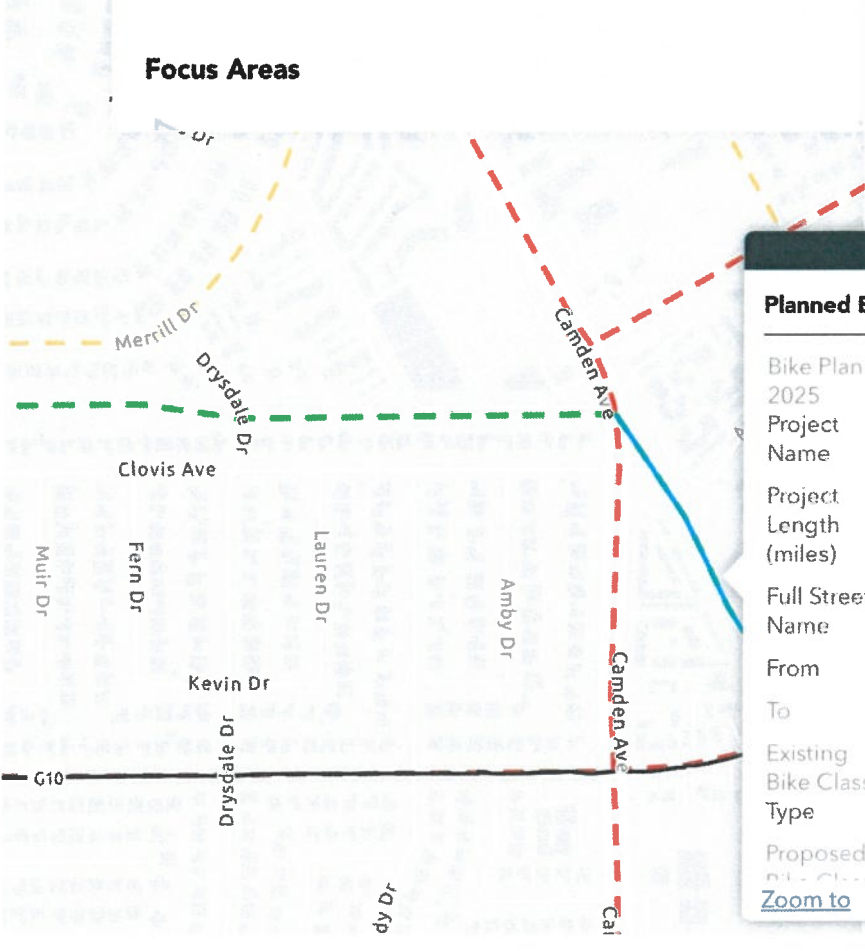 Focus Areas
Dr
Merrill Dr
Drysdale Dr
Camden Ave
Clovis Ave
Muir Dr
Fern Dr
Lauren Dr
Amby Dr
Kevin Dr
Drysdale Dr
Camden Ave
G10
dy Dr
Planned
Bike Plan
2025
Project
Name
Project
Length
(miles)
Full Street
Name
From
To
Existing
Bike Class
Type
Proposed
Zoom to